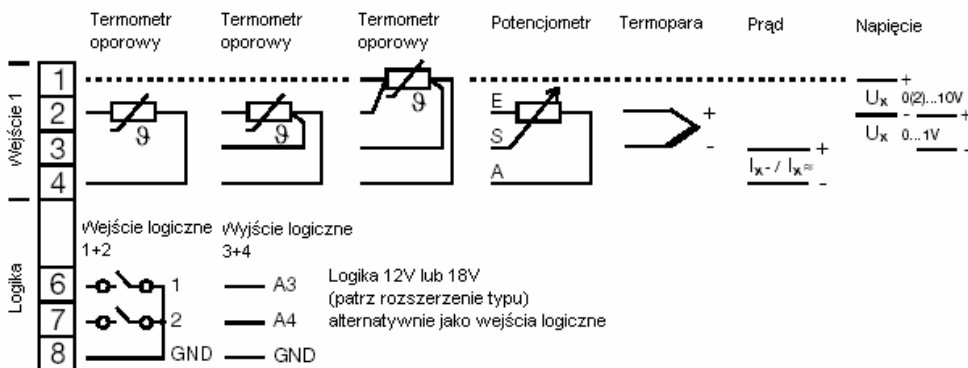 Termometr oporowy
Termometr oporowy
Termometr oporowy
Potencjometr
Termopara
Prąd
Napięcie
Wejście 1
1
2
3
4
ϑ
ϑ
ϑ
E
S
A
+
-
+
Ix- / Ix≈
-
+
Ux 0(2)...10V
- +
Ux 0...1V
-
Logika
6
7
8
Wejście logiczne
1+2
1
2
GND
Wyjście logiczne
3+4
A3
A4
GND
Logika 12V lub 18V
(patrz rozszerzenie typu)
alternatywnie jako wejścia logiczne